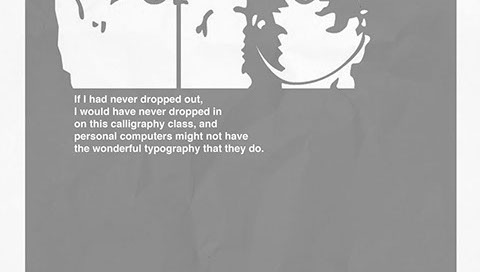 If I had never dropped out,
I would have never dropped in
on this calligraphy class, and
personal computers might not have
the wonderful typography that they do.